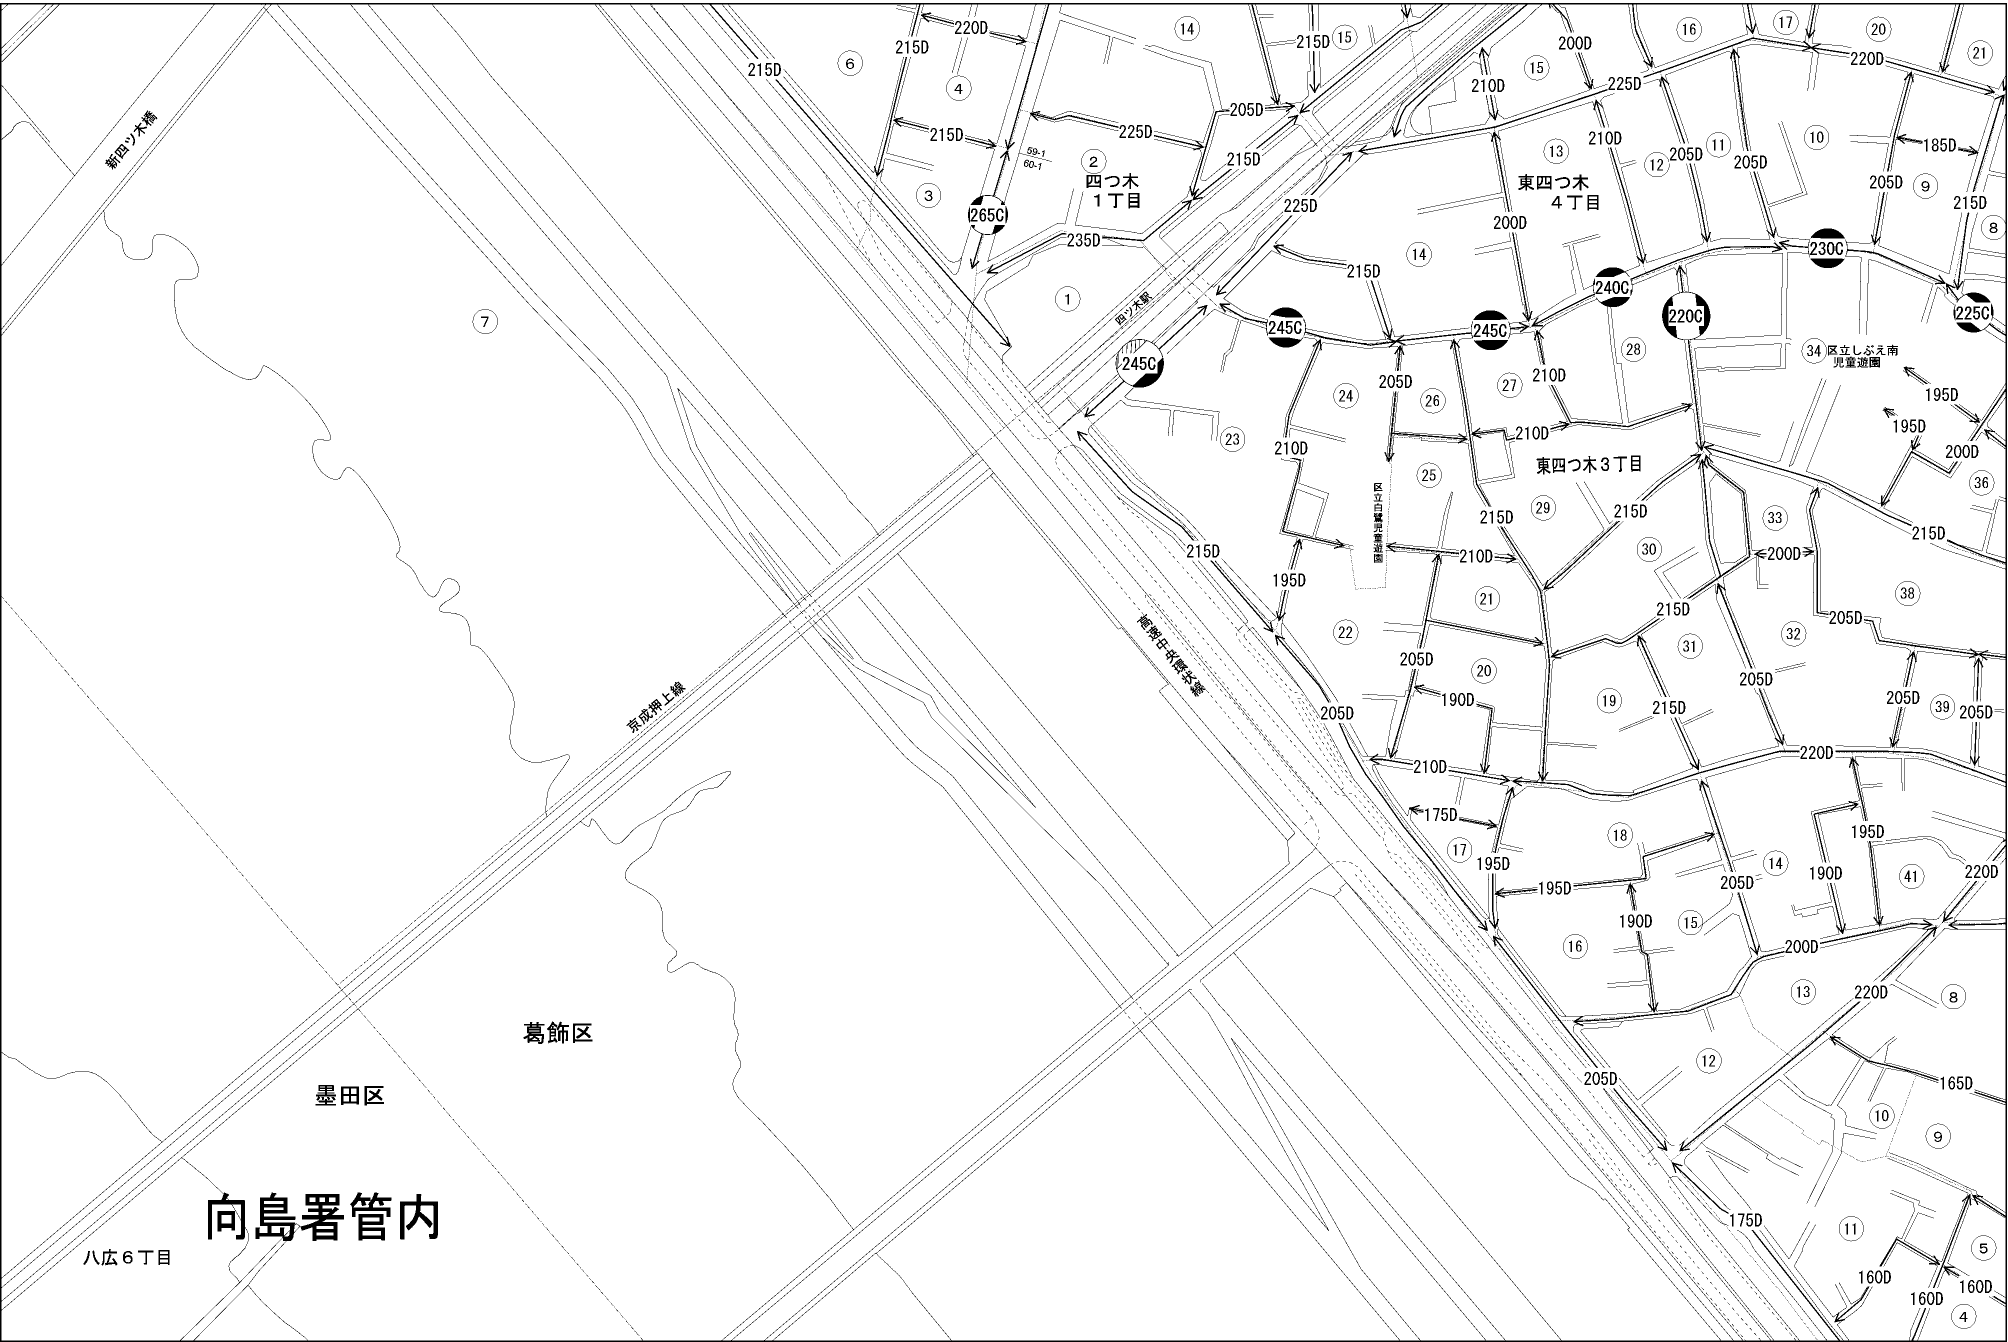 220D
215D
215D
6
4
14
215D
15
200D
15
210D
16
17
20
220D
21
225D
新四ツ木橋
215D
225D
205D
215D
59-1
60-1
2
四つ木
1丁目
3
265C
235D
1
7
四ツ木駅
225D
13
東四つ木
4丁目
210D
12
205D
11
205D
10
185D
205D
9
215D
8
200D
14
215D
230C
240C
220C
225C
245C
245C
245C
28
34
区立しぶえ南
児童遊園
210D
27
205D
26
24
23
210D
210D
195D
195D
200D
36
東四つ木3丁目
25
区立白鷺児童遊園
29
215D
215D
33
200D
215D
30
215D
210D
195D
21
215D
205D
38
22
205D
20
190D
31
32
205D
高速中央環状線
205D
19
215D
205D
39
205D
京成押上線
210D
220D
175D
17
195D
18
195D
190D
16
15
205D
14
190D
195D
41
220D
200D
13
220D
8
12
205D
165D
10
9
葛飾区
墨田区
向島署管内
八広6丁目
175D
11
5
160D
160D
160D
4